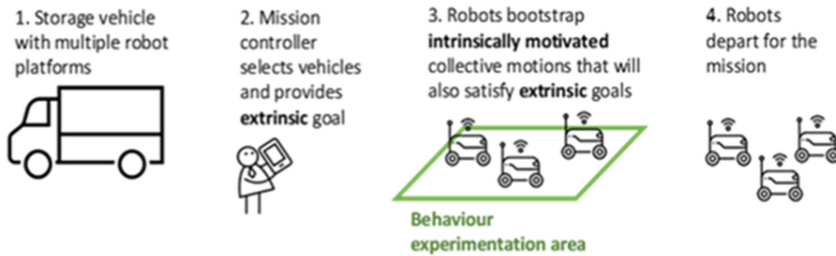 1. Storage vehicle
with multiple robot
platforms
2. Mission
controller
selects vehicles
and provides
extrinsic goal
3. Robots bootstrap
intrinsically motivated
collective motions that will
also satisfy extrinsic goals
4. Robots
depart for the
mission
Behaviour
experimentation area